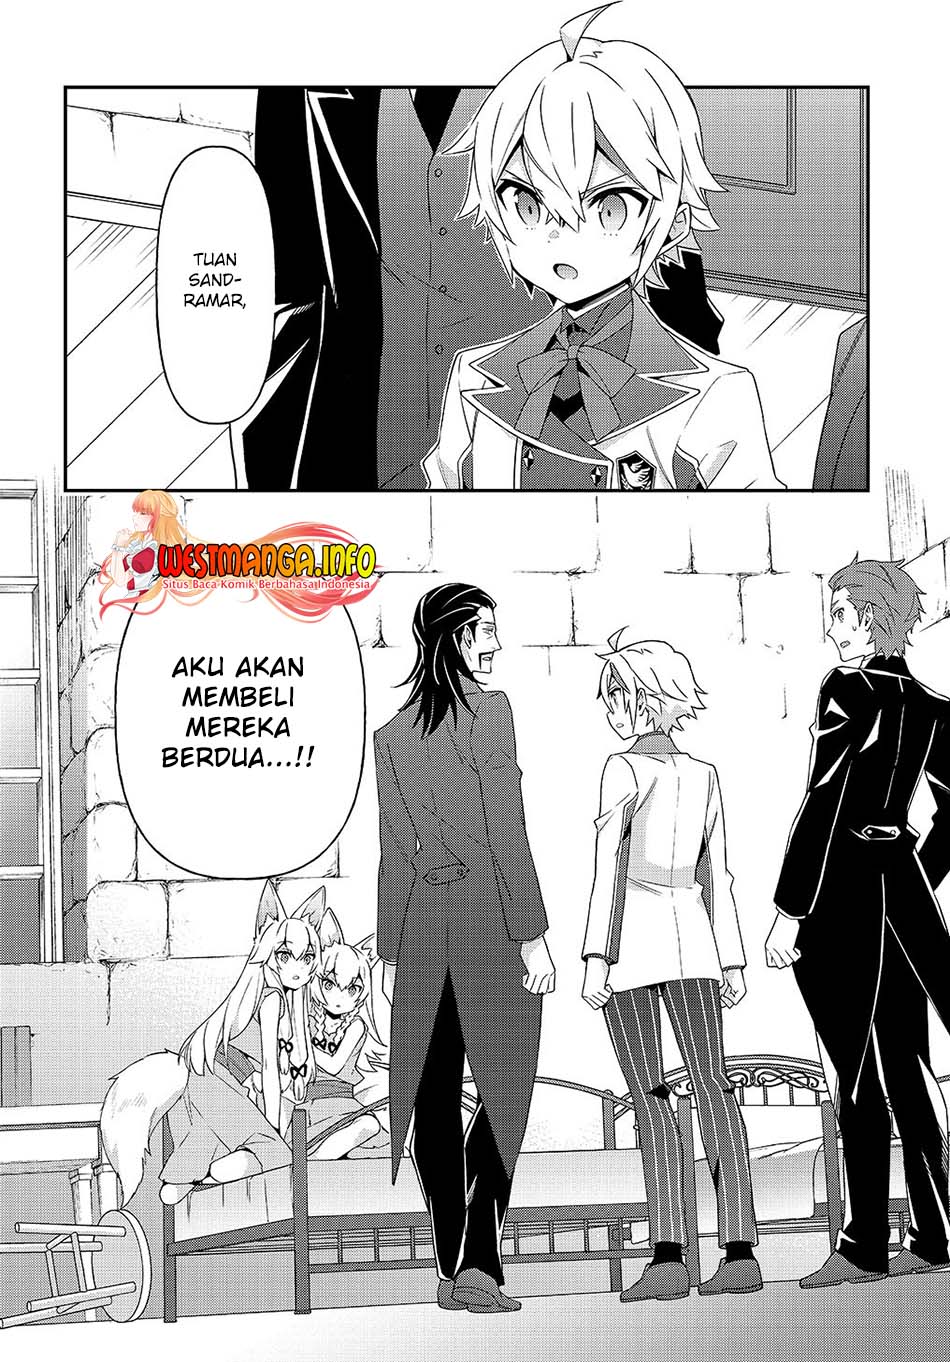 TUAN
SAND-
RAMAR,
WESTMANGA.INFO
Situs Baca Komik Berbahasa Indonesia
AKU AKAN
MEMBELI
MEREKA
BERDUA...!!